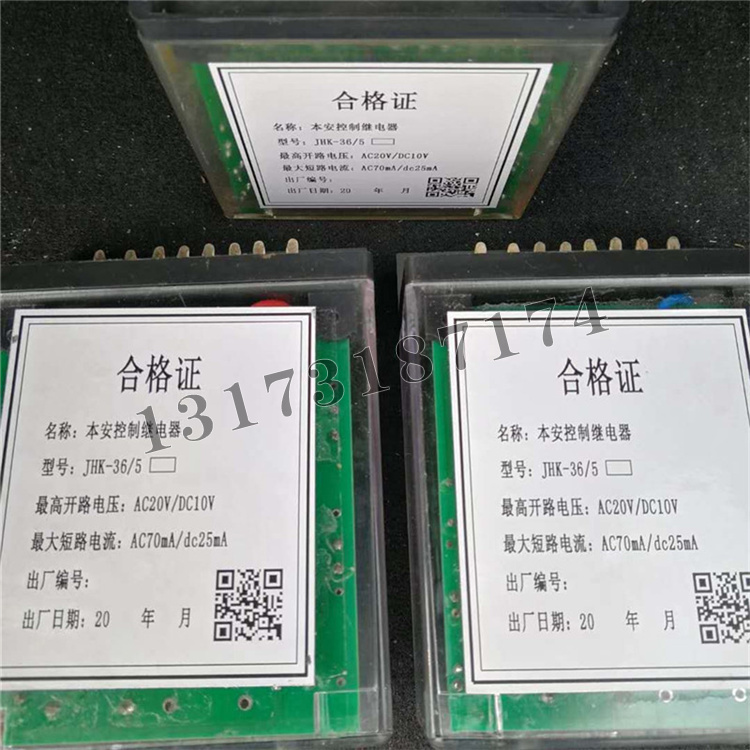 合格证
名称：本安控制继电器
型号：JHK-36/5
最高开路电压：AC20V/DC10V
最大短路电流：AC70mA/dc25mA
出厂编号：
出厂日期：20 年 月
合格证
名称：本安控制继电器
型号：JHK-36/5
最高开路电压：AC20V/DC10V
最大短路电流：AC70mA/dc25mA
出厂编号：
出厂日期：20 年 月
合格证
名称：本安控制继电器
型号：JHK-36/5
最高开路电压：AC20V/DC10V
最大短路电流：AC70mA/dc25mA
出厂编号：
出厂日期：20 年 月
13173187174